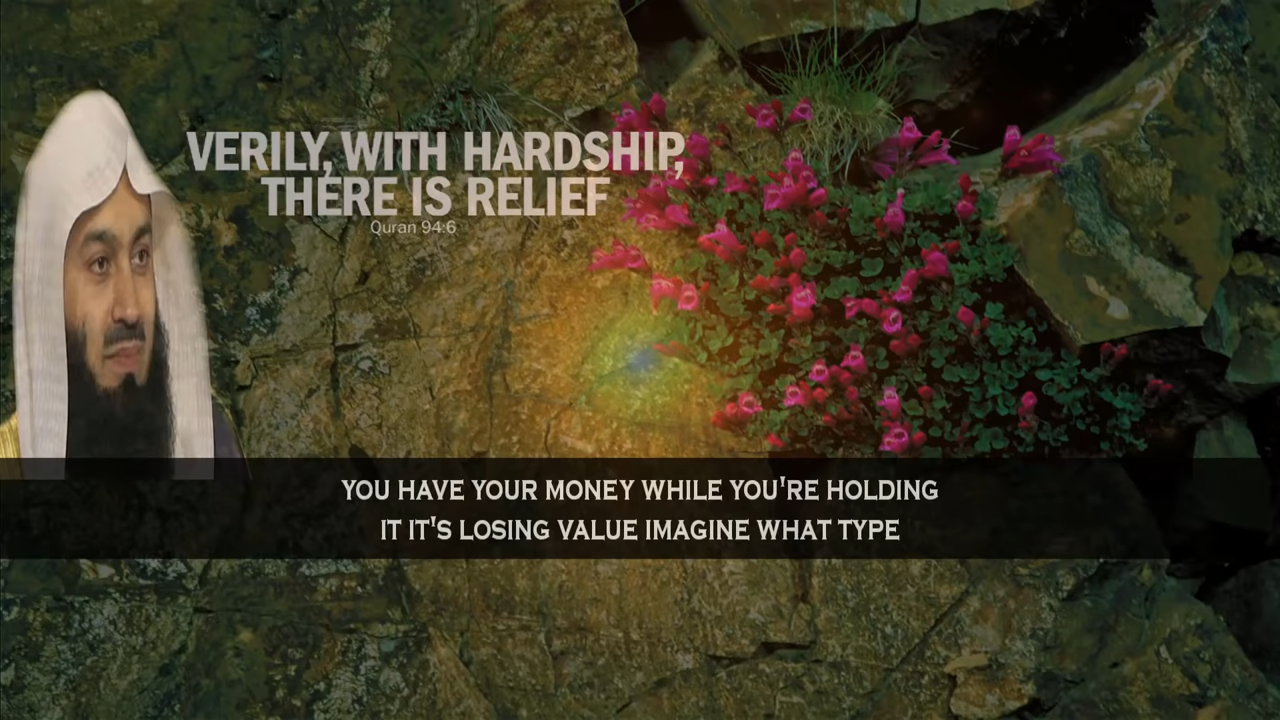 VERILY, WITH HARDSHIP,
THERE IS RELIEF
Quran 94:6
YOU HAVE YOUR MONEY WHILE YOU'RE HOLDING
IT IT'S LOSING VALUE IMAGINE WHAT TYPE